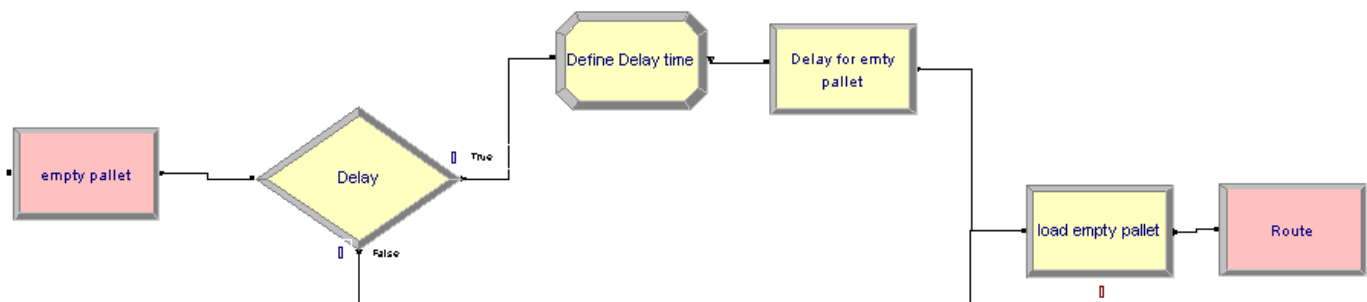 Define Delay time
Delay for emty
pallet
empty pallet
Delay
True
False
load empty pallet
Route